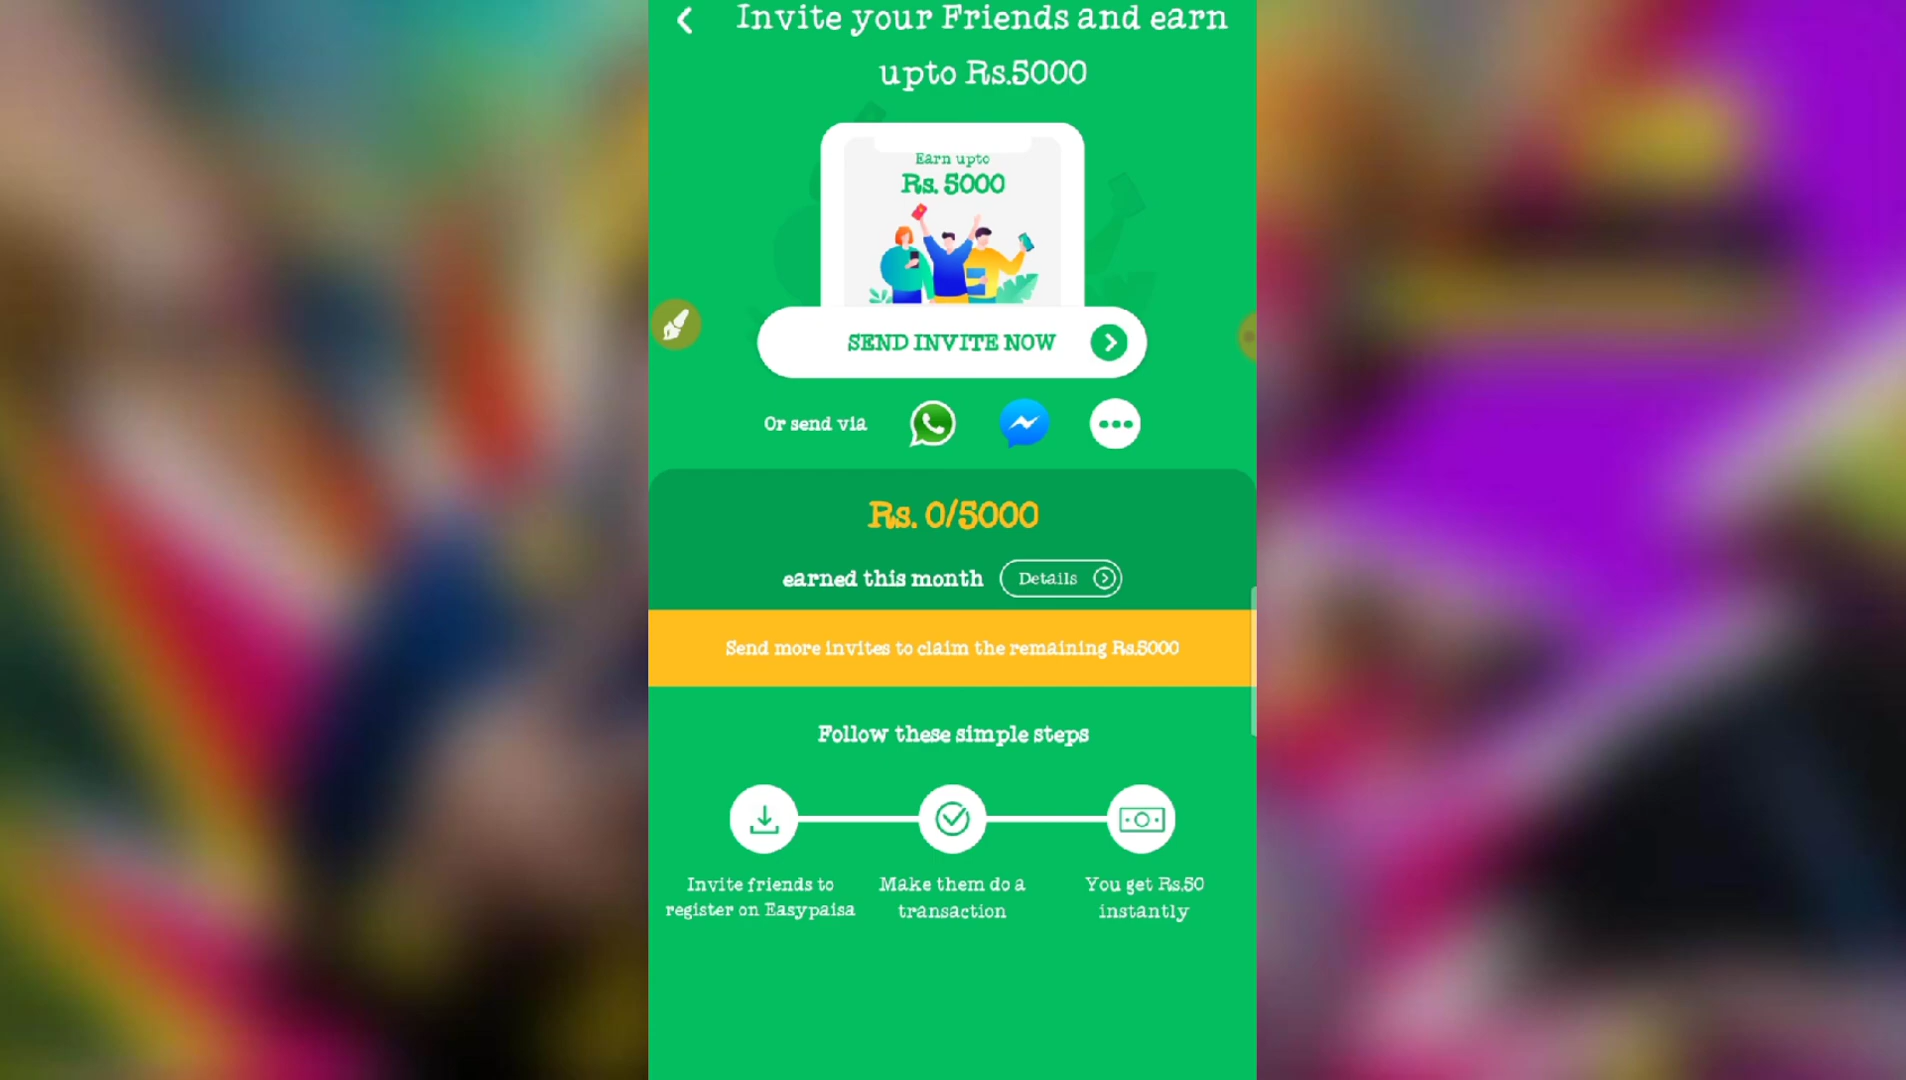 Invite your Friends and earn
upto Rs.5000
Earn upto
Rs. 5000
SEND INVITE NOW
Or send via
Rs. 0/5000
earned this month
Details
Send more invites to claim the remaining Rs.5000
Follow these simple steps
Invite friends to
register on Easypaisa
Make them do a
transaction
You get Rs.50
instantly